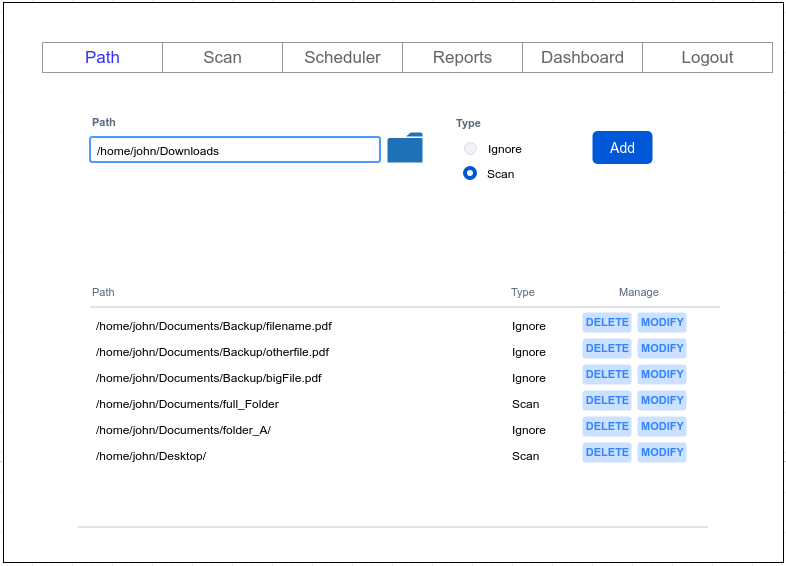 Path Scan Scheduler Reports Dashboard Logout
Path
/home/john/Downloads
Type
Ignore
Scan
Add
Path Type Manage
/home/john/Documents/Backup/filename.pdf Ignore DELETE MODIFY
/home/john/Documents/Backup/otherfile.pdf Ignore DELETE MODIFY
/home/john/Documents/Backup/bigFile.pdf Ignore DELETE MODIFY
/home/john/Documents/full_Folder Scan DELETE MODIFY
/home/john/Documents/folder_A/ Ignore DELETE MODIFY
/home/john/Desktop/ Scan DELETE MODIFY